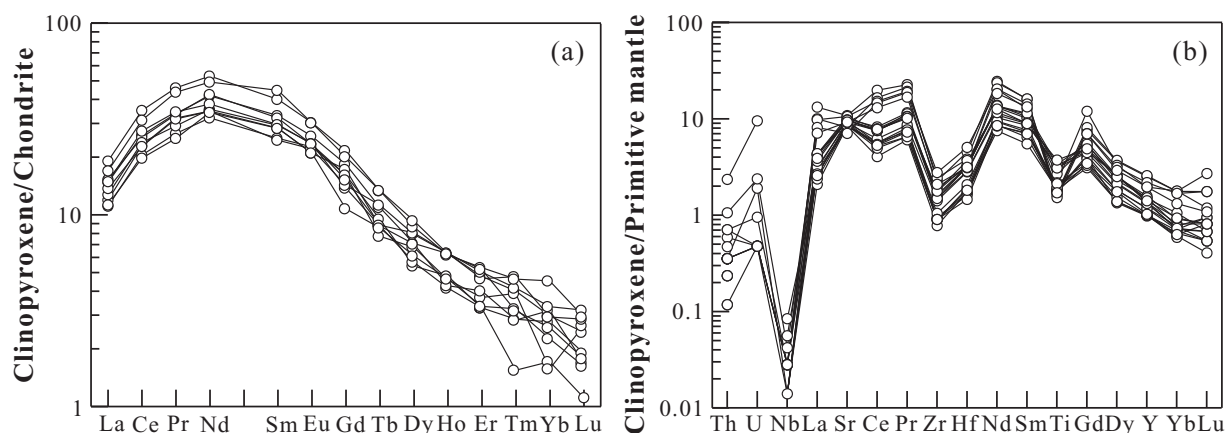 100
10
1
Clinopyroxene/Chondrite
(a)
La Ce Pr Nd Sm Eu Gd Tb Dy Ho Er Tm Yb Lu
100
10
1
0.1
0.01
Clinopyroxene/Primitive mantle
(b)
Th U Nb La Sr Ce Pr Zr Hf Nd Sm Ti Gd Dy Y Yb Lu